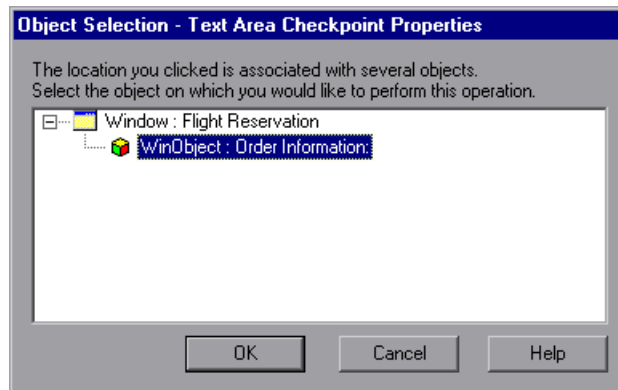 Object Selection - Text Area Checkpoint Properties
The location you clicked is associated with several objects.
Select the object on which you would like to perform this operation.
Window : Flight Reservation
WinObject : Order Information:
OK Cancel Help